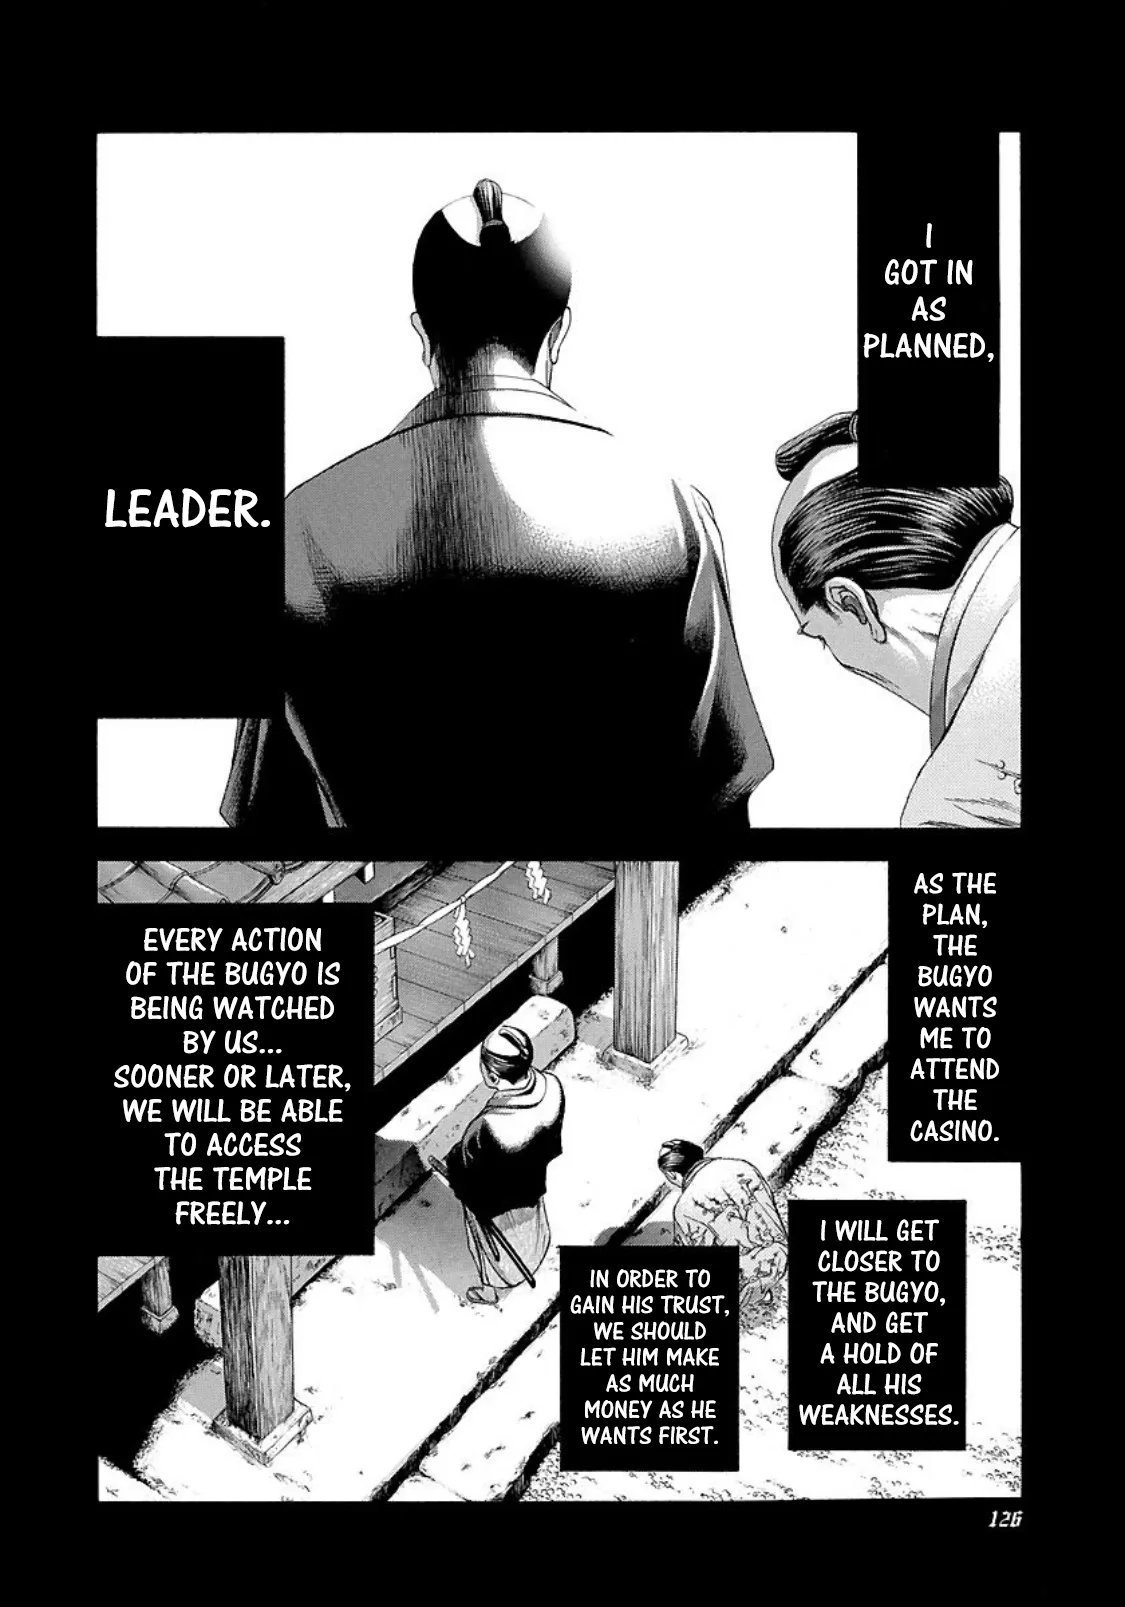 I
GOT IN
AS
PLANNED,
LEADER.
AS THE
PLAN,
THE
BUGYO
WANTS
ME TO
ATTEND
THE
CASINO.
I WILL GET
CLOSER TO
THE BUGYO,
AND GET
A HOLD OF
ALL HIS
WEAKNESSES.
IN ORDER TO
GAIN HIS TRUST,
WE SHOULD
LET HIM MAKE
AS MUCH
MONEY AS HE
WANTS FIRST.
EVERY ACTION
OF THE BUGYO IS
BEING WATCHED
BY US...
SOONER OR LATER,
WE WILL BE ABLE
TO ACCESS
THE TEMPLE
FREELY...
126